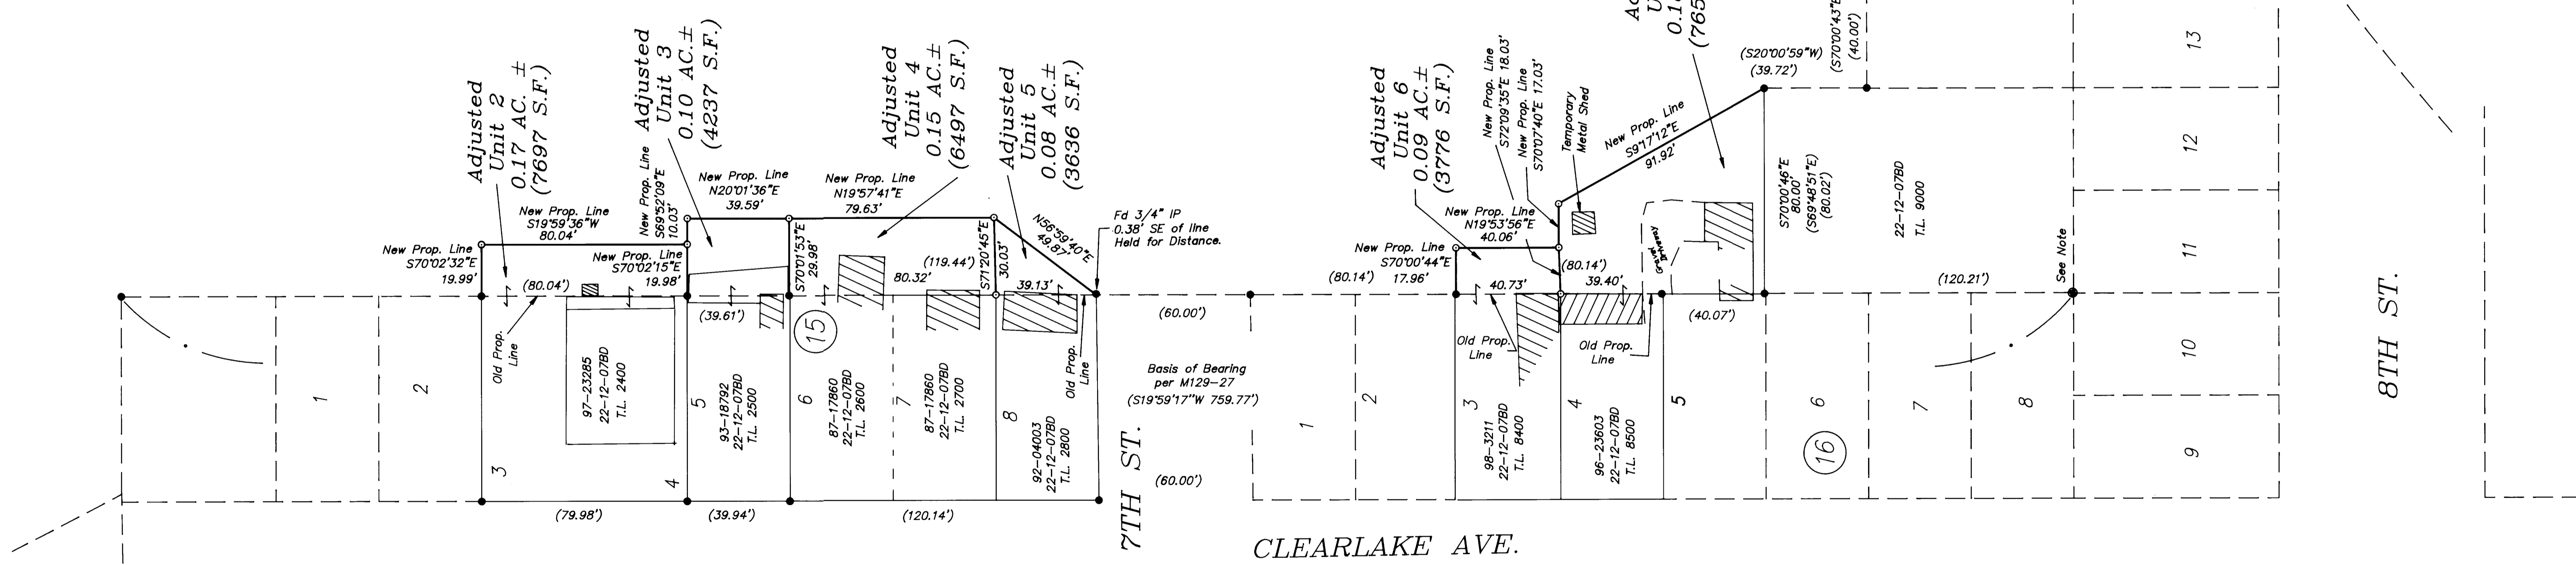 Adjusted
Unit 2
0.17 AC. ±
(7697 S.F.)
Adjusted
Unit 3
0.10 AC.±
(4237 S.F.)
Adjusted
Unit 4
0.15 AC.±
(6497 S.F.)
Adjusted
Unit 5
0.08 AC.±
(3636 S.F.)
Adjusted
Unit 6
0.09 AC.±
(3776 S.F.)
New Prop. Line
S70°02'32"E
19.99'
New Prop. Line
S19°59'36"W
80.04'
New Prop. Line
S69°52'09"E
10.03'
New Prop. Line
S70°02'15"E
19.98'
(80.04')
New Prop. Line
N20°01'36"E
39.59'
New Prop. Line
N19°57'41"E
79.63'
S70°01'53"E
29.98'
(119.44')
80.32'
S71°20'45"E
30.03'
N56°59'40"E
49.87'
39.13'
Fd 3/4" IP
0.38' SE of line
Held for Distance.
(39.61')
(60.00')
New Prop. Line
S70°00'44"E
17.96'
(80.14')
New Prop. Line
N19°53'56"E
40.06'
New Prop. Line
S72°09'35"E 18.03'
New Prop. Line
S70°07'40"E 17.03'
Temporary
Metal Shed
New Prop. Line
S9°17'12"E
91.92'
(S20°00'59"W)
(39.72')
(S70°00'43"E
(40.00')
S70°00'46"E
80.00'
(S69°48'51"E)
(80.02')
22-12-07BD
T.L. 9000
See Note
(120.21')
40.73'
(80.14')
39.40'
Gravel
Driveway
(40.07')
Old Prop.
Line
Old Prop.
Line
Old Prop.
Line
Old Prop.
Line
1
2
3
97-23285
22-12-07BD
T.L. 2400
4
5
93-18792
22-12-07BD
T.L. 2500
15
6
87-17860
22-12-07BD
T.L. 2600
7
87-17860
22-12-07BD
T.L. 2700
8
92-04003
22-12-07BD
T.L. 2800
Basis of Bearing
per M129-27
(S19°59'17"W 759.77')
(60.00')
1
2
3
98-3211
22-12-07BD
T.L. 8400
4
96-23603
22-12-07BD
T.L. 8500
5
6
16
7
8
9
10
11
12
13
(79.98')
(39.94')
(120.14')
7TH ST.
CLEARLAKE AVE.
8TH ST.